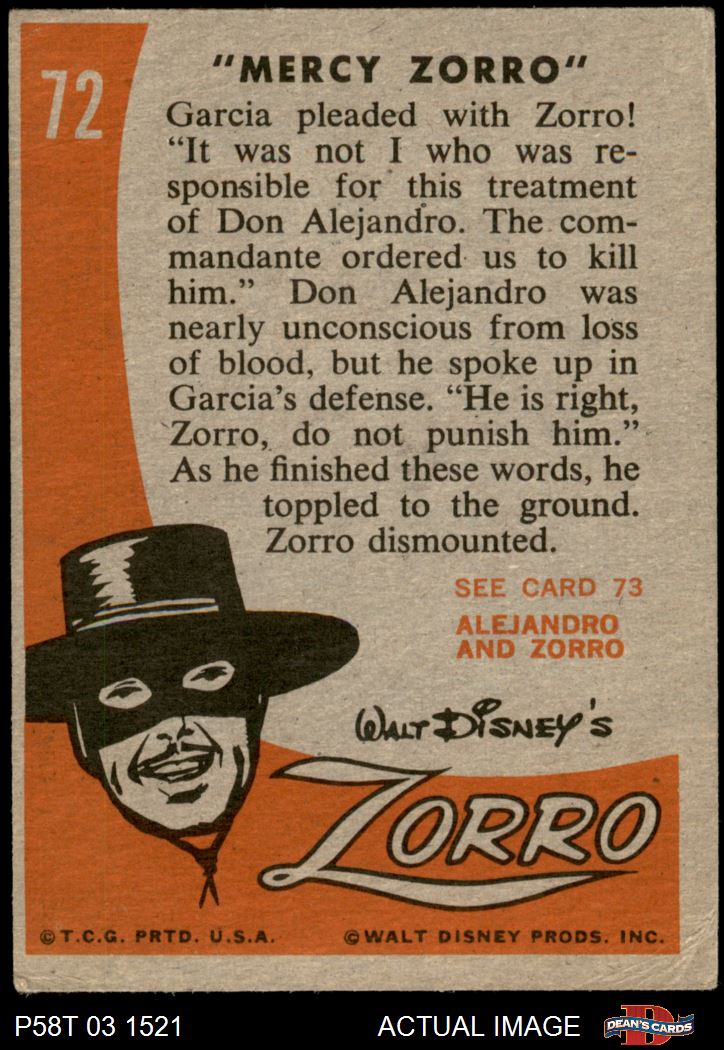 72
"MERCY ZORRO"
Garcia pleaded with Zorro!
“It was not I who was re-
sponsible for this treatment
of Don Alejandro. The com-
mandante ordered us to kill
him.” Don Alejandro was
nearly unconscious from loss
of blood, but he spoke up in
Garcia’s defense. “He is right,
Zorro, do not punish him.”
As he finished these words, he
toppled to the ground.
Zorro dismounted.
SEE CARD 73
ALEJANDRO
AND ZORRO
WALT DISNEY'S
ZORRO
©T.C.G. PRTD. U.S.A. ©WALT DISNEY PRODS. INC.
P58T 03 1521 ACTUAL IMAGE
D
DEAN'S CARDS